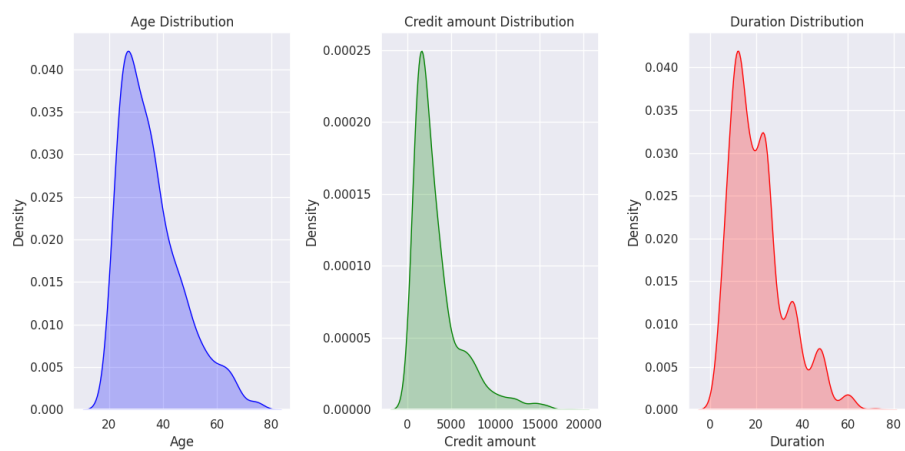 Age Distribution
0.040
0.035
0.030
0.025
0.020
0.015
0.010
0.005
0.000
Density
20 40 60 80
Age
Credit amount Distribution
0.00025
0.00020
0.00015
0.00010
0.00005
0.00000
Density
0 5000 10000 15000 20000
Credit amount
Duration Distribution
0.040
0.035
0.030
0.025
0.020
0.015
0.010
0.005
0.000
Density
0 20 40 60 80
Duration